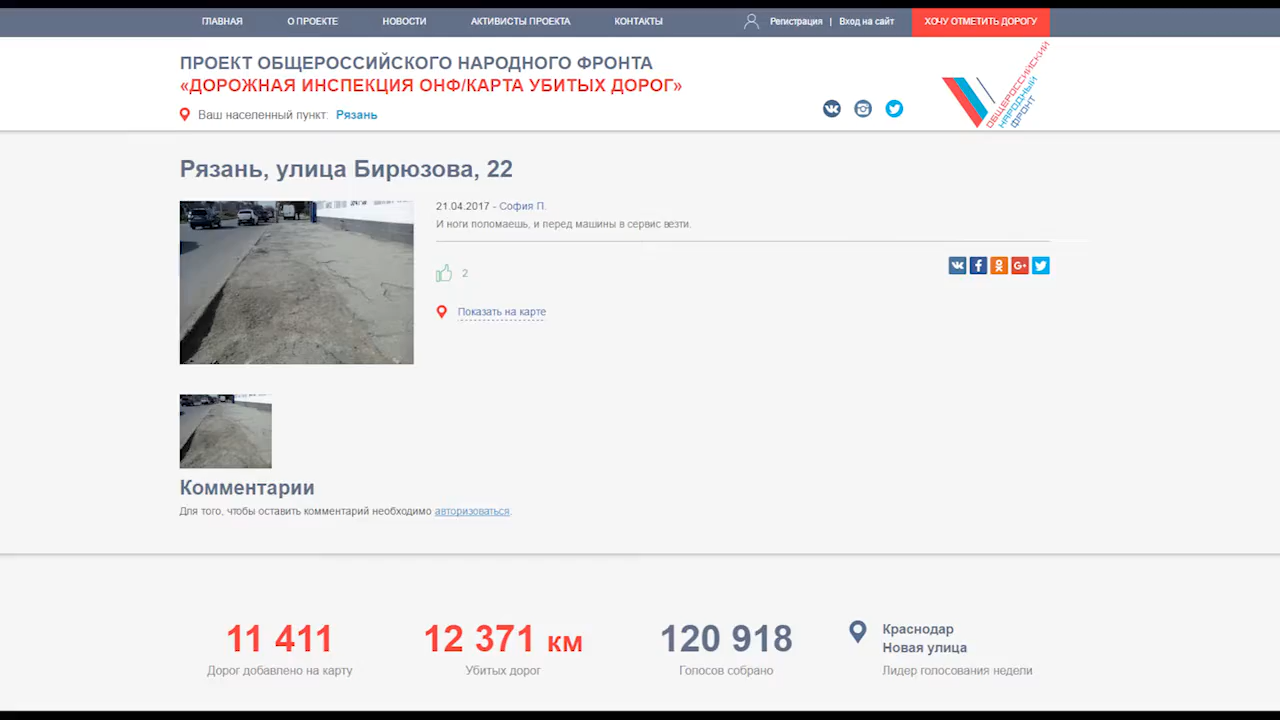 ГЛАВНАЯ О ПРОЕКТЕ НОВОСТИ АКТИВИСТЫ ПРОЕКТА КОНТАКТЫ Регистрация | Вход на сайт ХОЧУ ОТМЕТИТЬ ДОРОГУ
ПРОЕКТ ОБЩЕРОССИЙСКОГО НАРОДНОГО ФРОНТА
«ДОРОЖНАЯ ИНСПЕКЦИЯ ОНФ/КАРТА УБИТЫХ ДОРОГ»
Ваш населенный пункт: Рязань
ОБЩЕРОССИЙСКИЙ
НАРОДНЫЙ
ФРОНТ
Рязань, улица Бирюзова, 22
21.04.2017 - София П.
И ноги поломаешь, и перед машины в сервис везти.
2
Показать на карте
Комментарии
Для того, чтобы оставить комментарий необходимо авторизоваться.
11 411
Дорог добавлено на карту
12 371 км
Убитых дорог
120 918
Голосов собрано
Краснодар
Новая улица
Лидер голосования недели